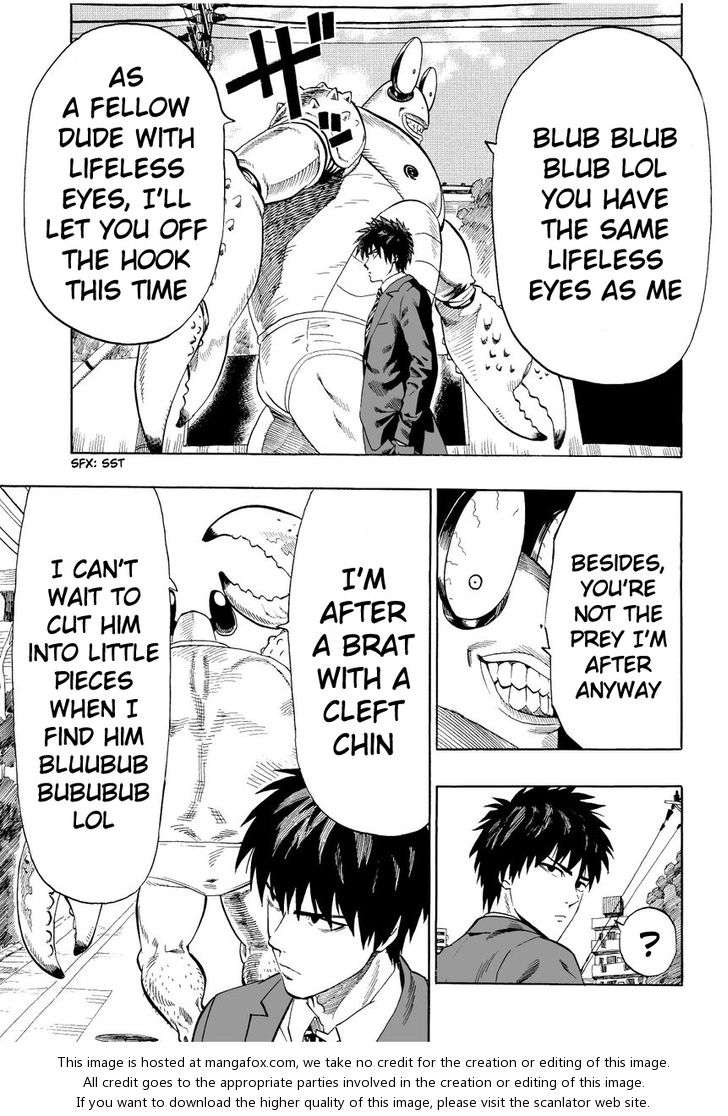 BLUB BLUB
BLUB LOL
YOU HAVE
THE SAME
LIFELESS
EYES AS ME
ザッ
AS
A FELLOW
DUDE WITH
LIFELESS
EYES, I'LL
LET YOU OFF
THE HOOK
THIS TIME
SFX: SST
BESIDES,
YOU'RE
NOT THE
PREY I'M
AFTER
ANYWAY
?
I'M
AFTER
A BRAT
WITH A
CLEFT
CHIN
I CAN'T
WAIT TO
CUT HIM
INTO LITTLE
PIECES
WHEN I
FIND HIM
BLUUBUB
BUBUBUB
LOL
This image is hosted at mangafox.com, we take no credit for the creation or editing of this image.
All credit goes to the appropriate parties involved in the creation or editing of this image.
If you want to download the higher quality of this image, please visit the scanlator web site.